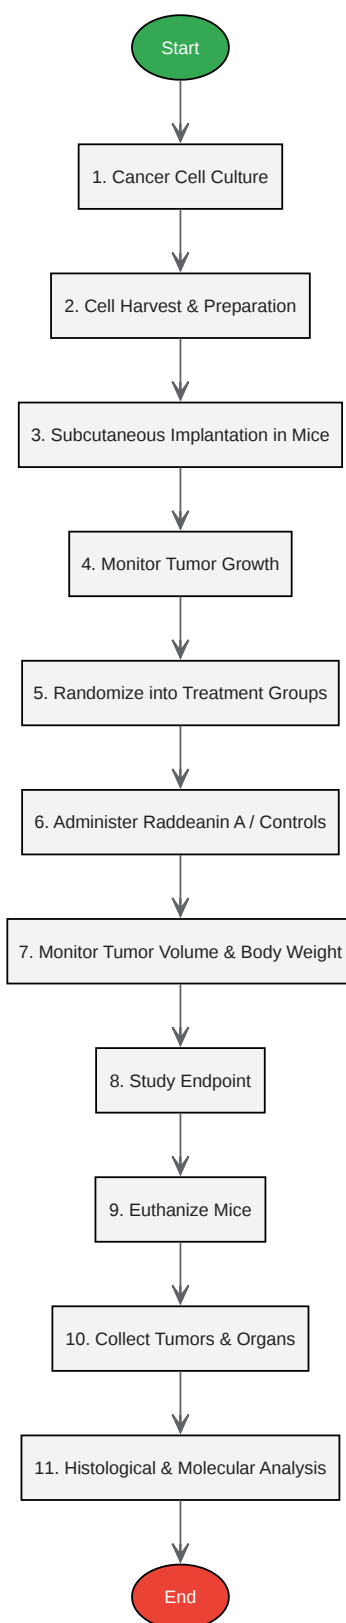 Start
1. Cancer Cell Culture
2. Cell Harvest & Preparation
3. Subcutaneous Implantation in Mice
4. Monitor Tumor Growth
5. Randomize into Treatment Groups
6. Administer Raddeanin A / Controls
7. Monitor Tumor Volume & Body Weight
8. Study Endpoint
9. Euthanize Mice
10. Collect Tumors & Organs
11. Histological & Molecular Analysis
End